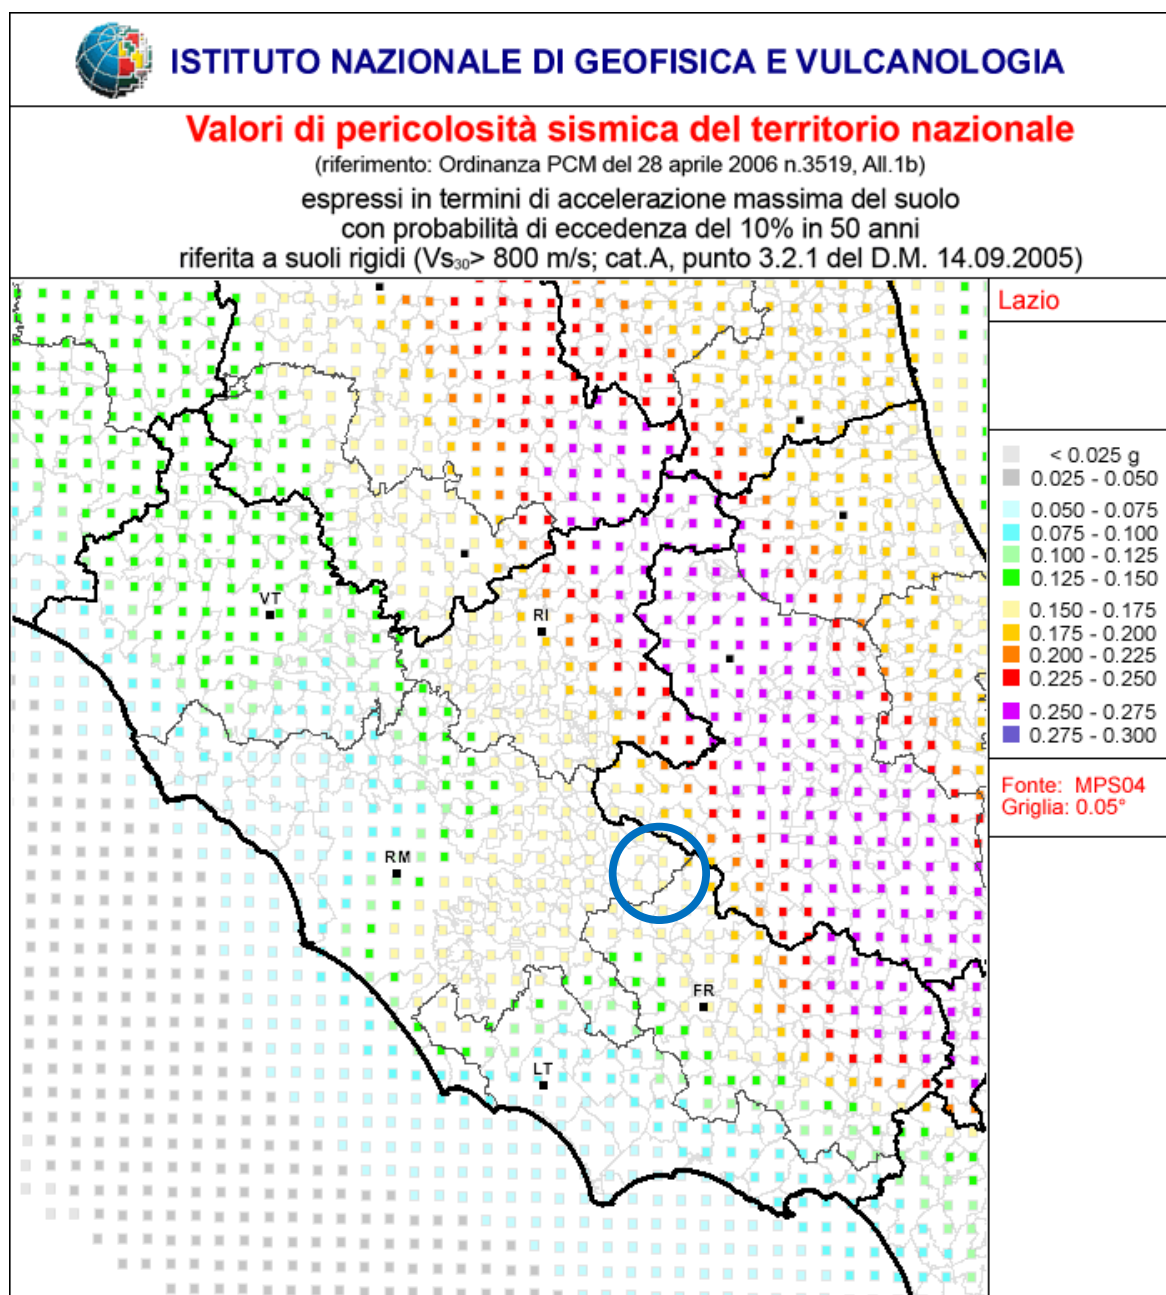 ISTITUTO NAZIONALE DI GEOFISICA E VULCANOLOGIA
Valori di pericolosità sismica del territorio nazionale
(riferimento: Ordinanza PCM del 28 aprile 2006 n.3519, All.1b)
espressi in termini di accelerazione massima del suolo
con probabilità di eccedenza del 10% in 50 anni
riferita a suoli rigidi (Vs30> 800 m/s; cat.A, punto 3.2.1 del D.M. 14.09.2005)
Lazio
< 0.025 g
0.025 - 0.050
0.050 - 0.075
0.075 - 0.100
0.100 - 0.125
0.125 - 0.150
0.150 - 0.175
0.175 - 0.200
0.200 - 0.225
0.225 - 0.250
0.250 - 0.275
0.275 - 0.300
Fonte: MPS04
Griglia: 0.05°
VT
RI
RM
FR
LT